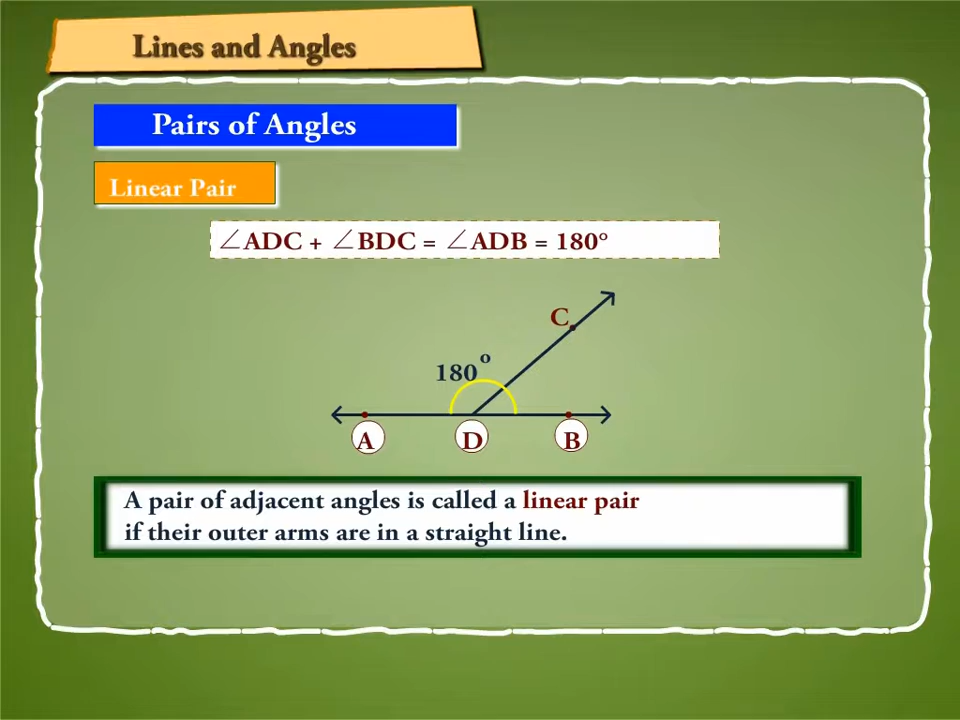 Lines and Angles
Pairs of Angles
Linear Pair
∠ADC + ∠BDC = ∠ADB = 180°
C
180°
A D B
A pair of adjacent angles is called a linear pair
if their outer arms are in a straight line.